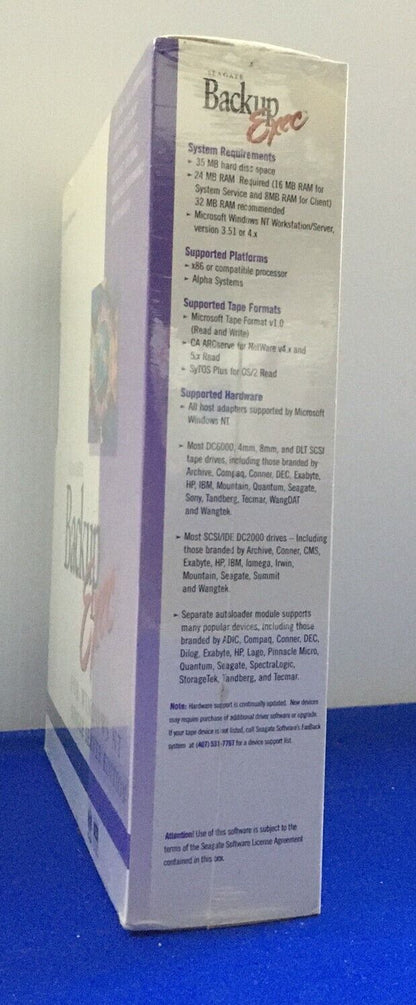 SEAGATE
Backup
Exec
System Requirements
- 35 MB hard disc space
- 24 MB RAM Required (16 MB RAM for
System Service and 8MB RAM for Client)
32 MB RAM recommended
- Microsoft Windows NT Workstation/Server,
version 3.51 or 4.x
Supported Platforms
- x86 or compatible processor
- Alpha Systems
Supported Tape Formats
- Microsoft Tape Format v1.0
(Read and Write)
- CA ARCserve for NetWare v4.x and
5.x Read
- SyTOS Plus for OS/2 Read
Supported Hardware
- All host adapters supported by Microsoft
Windows NT
- Most DC6000, 4mm, 8mm, and DLT SCSI
tape drives, including those branded by
Archive, Compaq, Conner, DEC, Exabyte,
HP, IBM, Mountain, Quantum, Seagate,
Sony, Tandberg, Tecmar, WangDAT
and Wangtek
- Most SCSI/IDE DC2000 drives – Including
those branded by Archive, Conner, CMS,
Exabyte, HP, IBM, Iomega, Irwin,
Mountain, Seagate, Summit
and Wangtek
- Separate autoloader module supports
many popular devices, including those
branded by ADIC, Compaq, Conner, DEC,
Dilog, Exabyte, HP, Lago, Pinnacle Micro,
Quantum, Seagate, SpectraLogic,
StorageTek, Tandberg, and Tecmar.
Note: Hardware support is continually updated. New devices
may require purchase of additional driver software or upgrade.
If your tape device is not listed, call Seagate Software's FaxBack
system at (407) 531-7767 for a device support list.
Attention! Use of this software is subject to the
terms of the Seagate Software License Agreement
contained in this box.
Backup
Exec